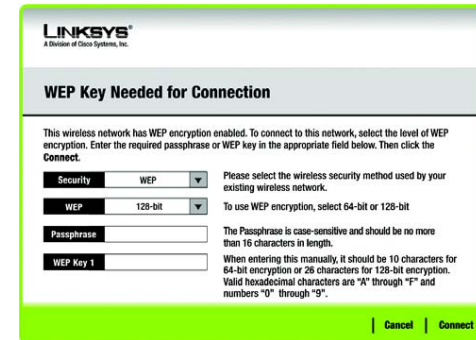 LINKSYS®
A Division of Cisco Systems, Inc.
WEP Key Needed for Connection
This wireless network has WEP encryption enabled. To connect to this network, select the level of WEP
encryption. Enter the required passphrase or WEP key in the appropriate field below. Then click the
Connect.
Security WEP
Please select the wireless security method used by your
existing wireless network.
WEP 128-bit
To use WEP encryption, select 64-bit or 128-bit
Passphrase
The Passphrase is case-sensitive and should be no more
than 16 characters in length.
WEP Key 1
When entering this manually, it should be 10 characters for
64-bit encryption or 26 characters for 128-bit encryption.
Valid hexadecimal characters are “A” through “F” and
numbers “0” through “9”.
Cancel | Connect